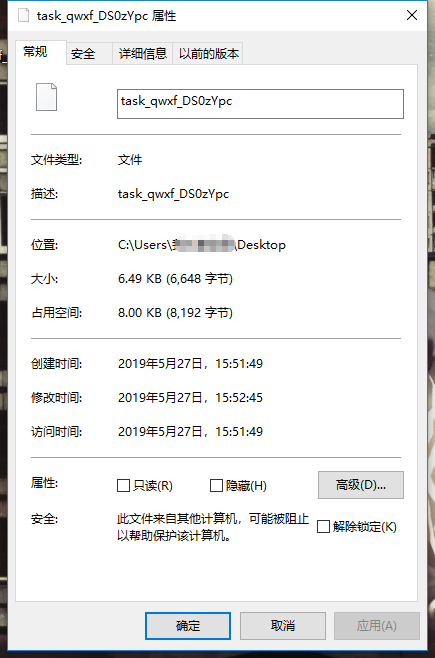 task_qwxf_DS0zYpc 属性
常规 安全 详细信息 以前的版本
task_qwxf_DS0zYpc
文件类型: 文件
描述: task_qwxf_DS0zYpc
位置: C:\Users\ \Desktop
大小: 6.49 KB (6,648 字节)
占用空间: 8.00 KB (8,192 字节)
创建时间: 2019年5月27日，15:51:49
修改时间: 2019年5月27日，15:52:45
访问时间: 2019年5月27日，15:51:49
属性: 只读(R) 隐藏(H) 高级(D)...
安全: 此文件来自其他计算机，可能被阻止
以帮助保护该计算机。 解除锁定(K)
确定 取消 应用(A)